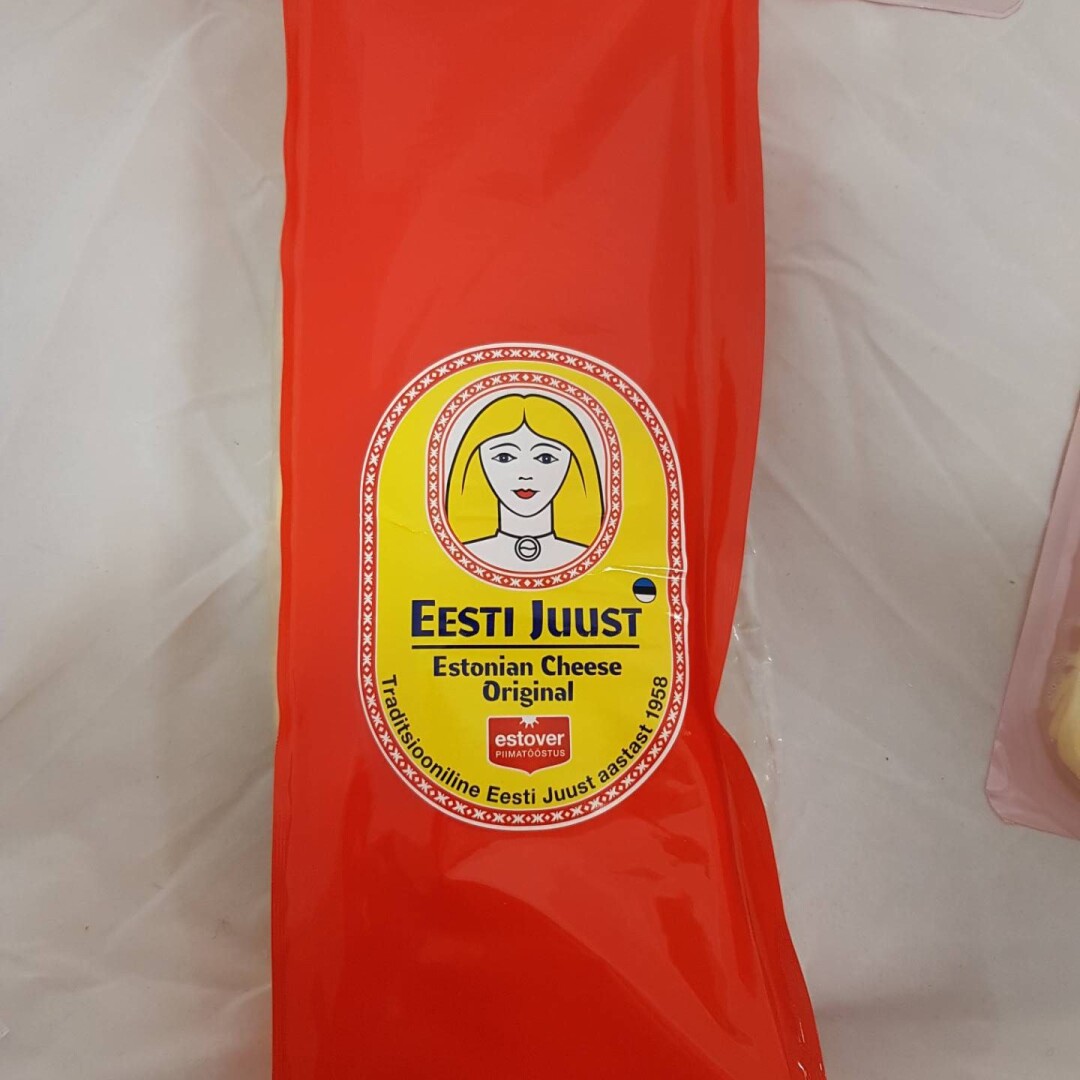 EESTI JUUST
Estonian Cheese
Original
estover
PIIMATÖÖSTUS
Traditsiooniline Eesti Juust aastast 1958